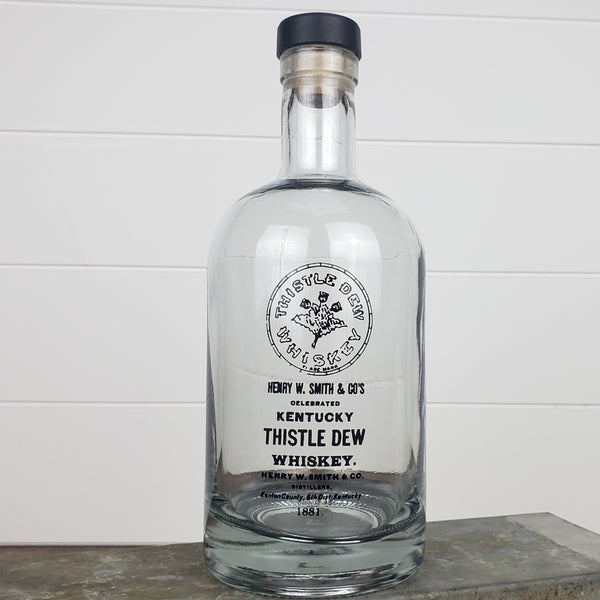 THISTLE DEW
WHISKEY
TRADE MARK
HENRY W. SMITH & CO'S
CELEBRATED
KENTUCKY
THISTLE DEW
WHISKEY.
HENRY W. SMITH & CO.
DISTILLERS,
Kenton County, 6th Dist. Kentucky
1881.